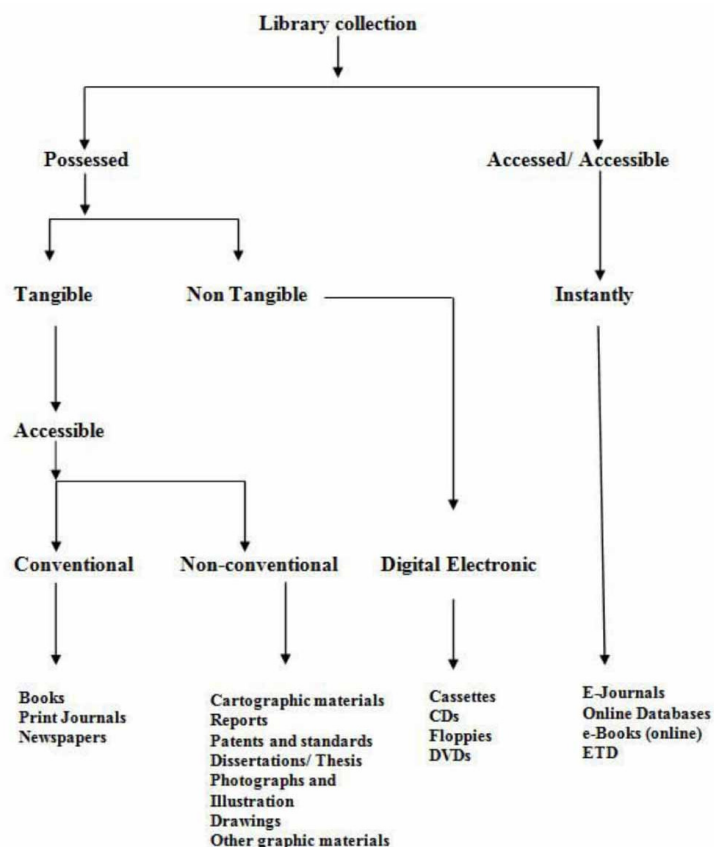 Library collection
Possessed
Accessed/ Accessible
Tangible
Non Tangible
Instantly
Accessible
Conventional
Non-conventional
Digital Electronic
Books
Print Journals
Newspapers
Cartographic materials
Reports
Patents and standards
Dissertations/ Thesis
Photographs and
Illustration
Drawings
Other graphic materials
Cassettes
CDs
Floppies
DVDs
E-Journals
Online Databases
e-Books (online)
ETD